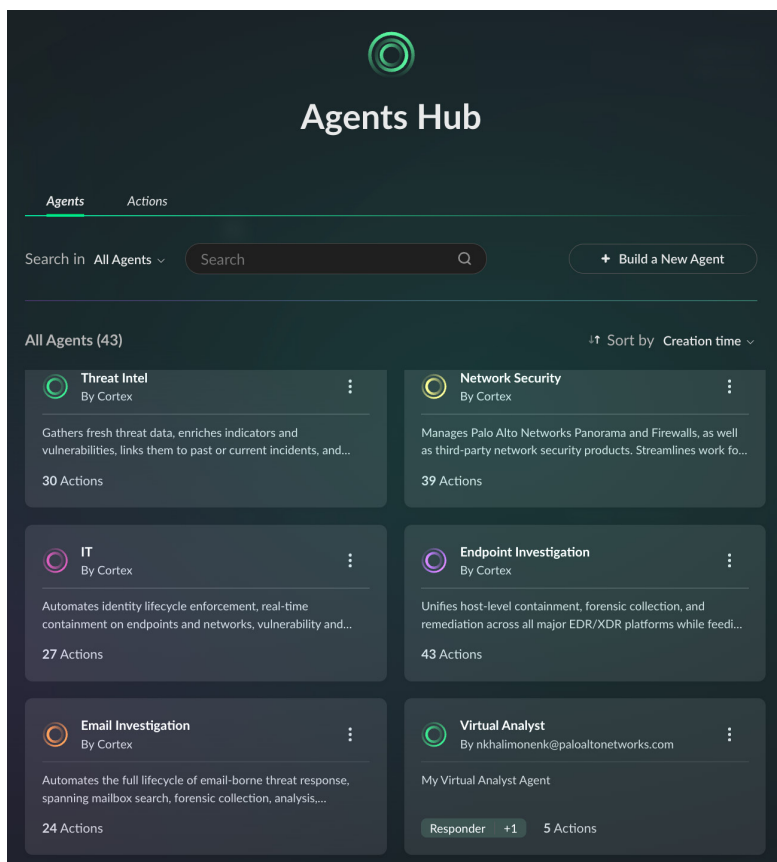 Agents Hub
Agents
Actions
Search in All Agents
Search
+ Build a New Agent
All Agents (43)
Sort by Creation time
Threat Intel
By Cortex
Gathers fresh threat data, enriches indicators and
vulnerabilities, links them to past or current incidents, and...
30 Actions
Network Security
By Cortex
Manages Palo Alto Networks Panorama and Firewalls, as well
as third-party network security products. Streamlines work fo...
39 Actions
IT
By Cortex
Automates identity lifecycle enforcement, real-time
containment on endpoints and networks, vulnerability and...
27 Actions
Endpoint Investigation
By Cortex
Unifies host-level containment, forensic collection, and
remediation across all major EDR/XDR platforms while feedi...
43 Actions
Email Investigation
By Cortex
Automates the full lifecycle of email-borne threat response,
spanning mailbox search, forensic collection, analysis,...
24 Actions
Virtual Analyst
By nkhalimonenk@paloaltonetworks.com
My Virtual Analyst Agent
Responder +1 5 Actions